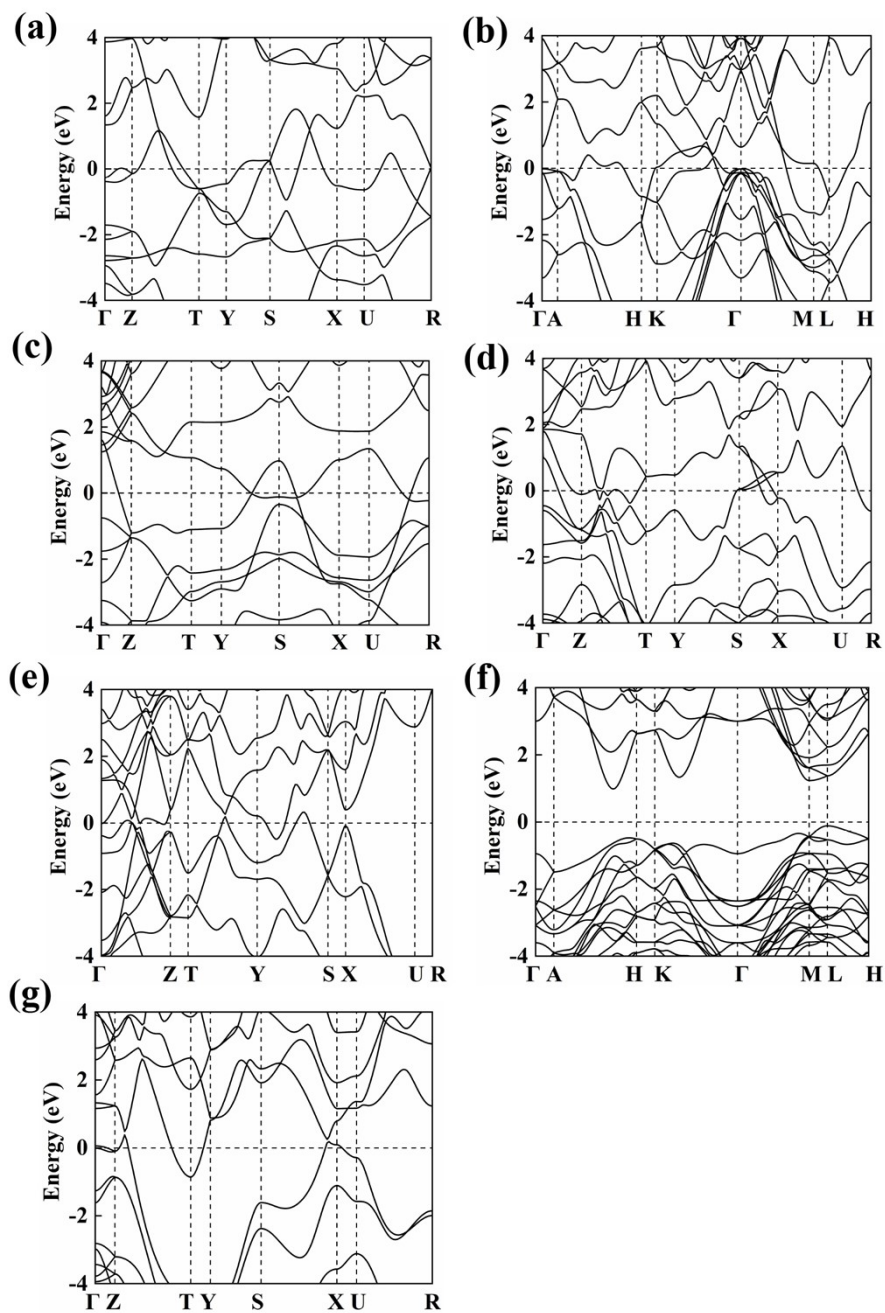 (a)
Energy (eV)
4
2
0
-2
-4
Γ Z T Y S X U R
(b)
Energy (eV)
4
2
0
-2
-4
Γ A H K Γ M L H
(c)
Energy (eV)
4
2
0
-2
-4
Γ Z T Y S X U R
(d)
Energy (eV)
4
2
0
-2
-4
Γ Z T Y S X U R
(e)
Energy (eV)
4
2
0
-2
-4
Γ Z T Y S X U R
(f)
Energy (eV)
4
2
0
-2
-4
Γ A H K Γ M L H
(g)
Energy (eV)
4
2
0
-2
-4
Γ Z T Y S X U R